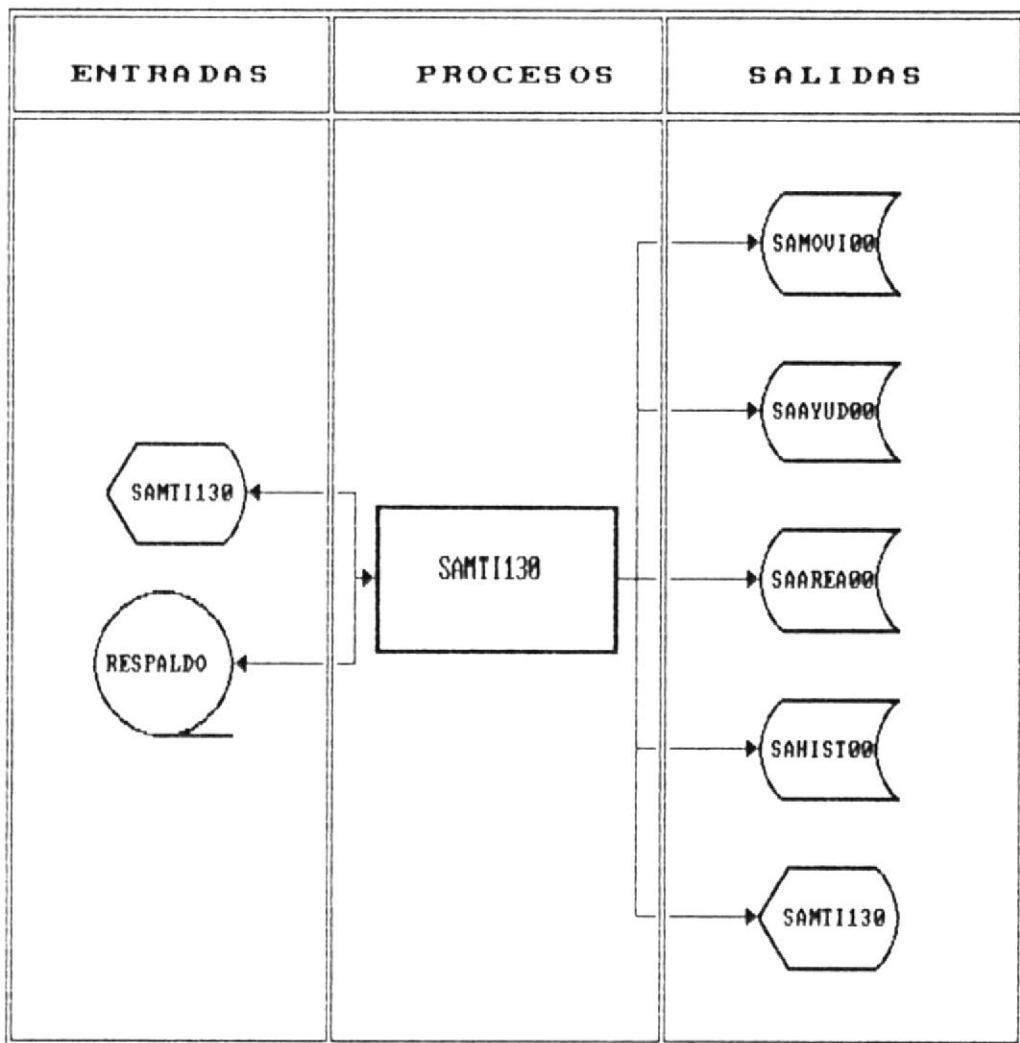 ENTRADAS
PROCESOS
SALIDAS
SAMOVI00
SAAYUD00
SAMTI130
SAMTI130
SAAREA00
RESPALDO
SAHIST00
SAMTI130